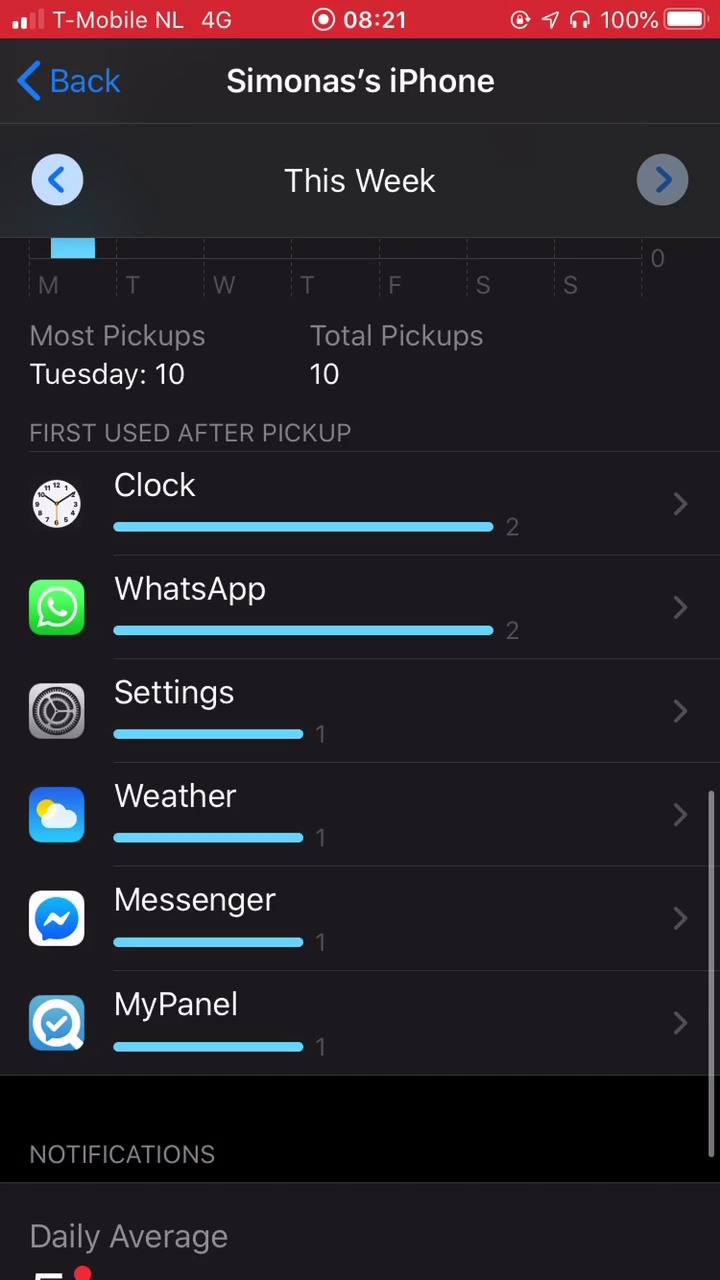 T-Mobile NL 4G 08:21 100%
Back Simonas’s iPhone
This Week
0
M T W T F S S
Most Pickups Total Pickups
Tuesday: 10 10
FIRST USED AFTER PICKUP
Clock
2
WhatsApp
2
Settings
1
Weather
1
Messenger
1
MyPanel
1
NOTIFICATIONS
Daily Average